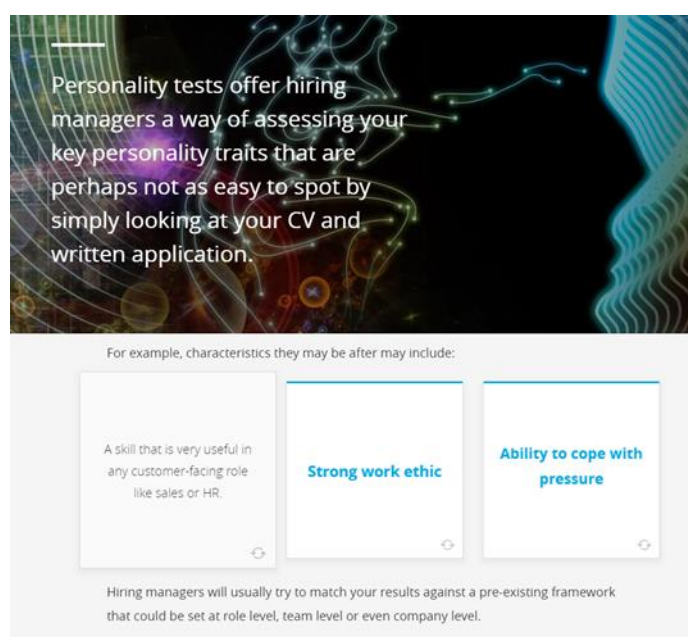 Personality tests offer hiring
managers a way of assessing your
key personality traits that are
perhaps not as easy to spot by
simply looking at your CV and
written application.
For example, characteristics they may be after may include:
A skill that is very useful in
any customer-facing role
like sales or HR.
Strong work ethic
Ability to cope with
pressure
Hiring managers will usually try to match your results against a pre-existing framework
that could be set at role level, team level or even company level.